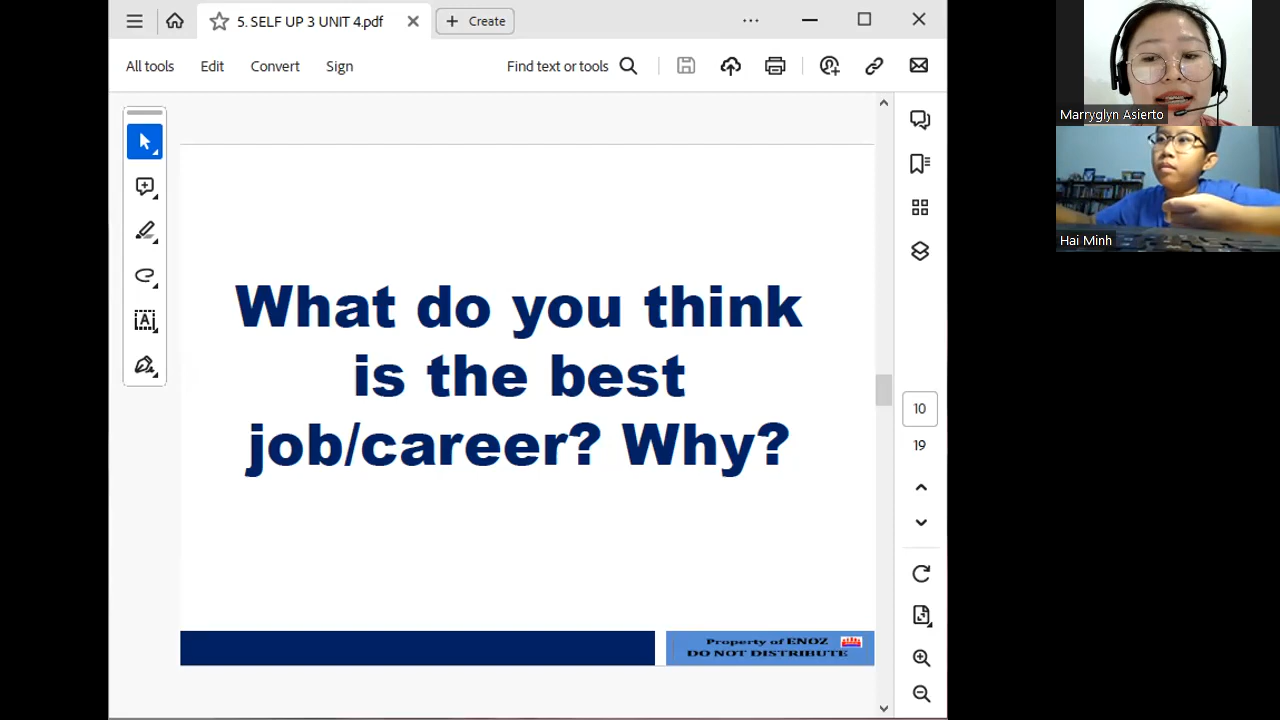 5. SELF UP 3 UNIT 4.pdf
Create
All tools
Edit
Convert
Sign
Find text or tools
Marryglyn Asierto
Hai Minh
What do you think
is the best
job/career? Why?
10
19
Property of ENOZ
DO NOT DISTRIBUTE